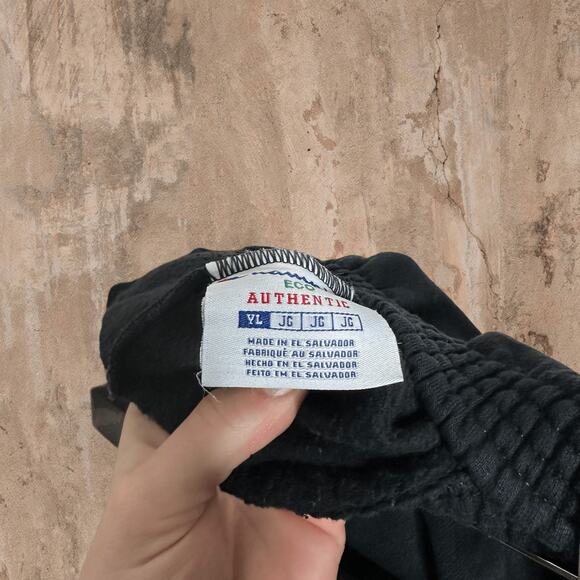 ECO
AUTHENTIC
YL JG JG JG
MADE IN EL SALVADOR
FABRIQUÉ AU SALVADOR
HECHO EN EL SALVADOR
FEITO EM EL SALVADOR